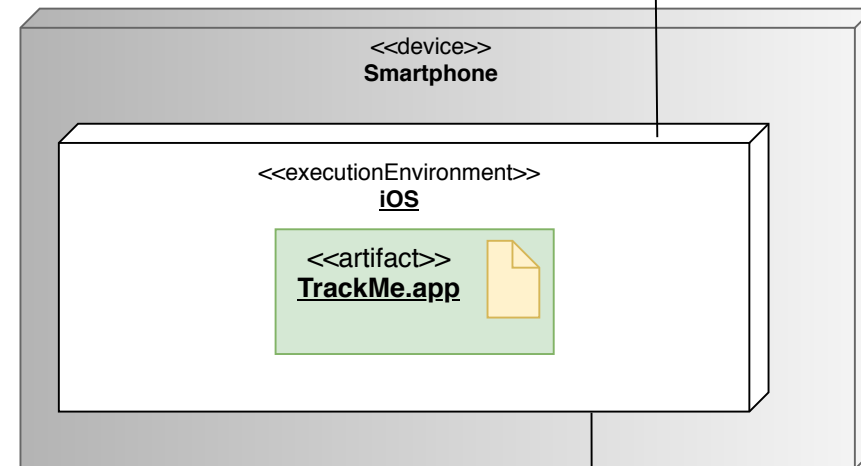 <<device>>
Smartphone
<<executionEnvironment>>
iOS
<<artifact>>
TrackMe.app